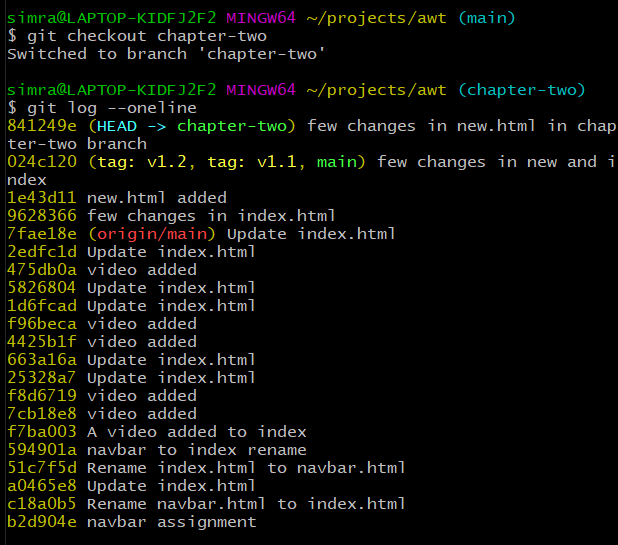 simra@LAPTOP-KIDFJ2F2 MINGW64 ~/projects/awt (main)
$ git checkout chapter-two
Switched to branch 'chapter-two'
simra@LAPTOP-KIDFJ2F2 MINGW64 ~/projects/awt (chapter-two)
$ git log --oneline
841249e (HEAD -> chapter-two) few changes in new.html in chap
ter-two branch
024c120 (tag: v1.2, tag: v1.1, main) few changes in new and i
ndex
1e43d11 new.html added
9628366 few changes in index.html
7fae18e (origin/main) Update index.html
2edfc1d Update index.html
475db0a video added
5826804 Update index.html
1d6fcad Update index.html
f96beca video added
4425b1f video added
663a16a Update index.html
25328a7 Update index.html
f8d6719 video added
7cb18e8 video added
f7ba003 A video added to index
594901a navbar to index rename
51c7f5d Rename index.html to navbar.html
a0465e8 Update index.html
c18a0b5 Rename navbar.html to index.html
b2d904e navbar assignment